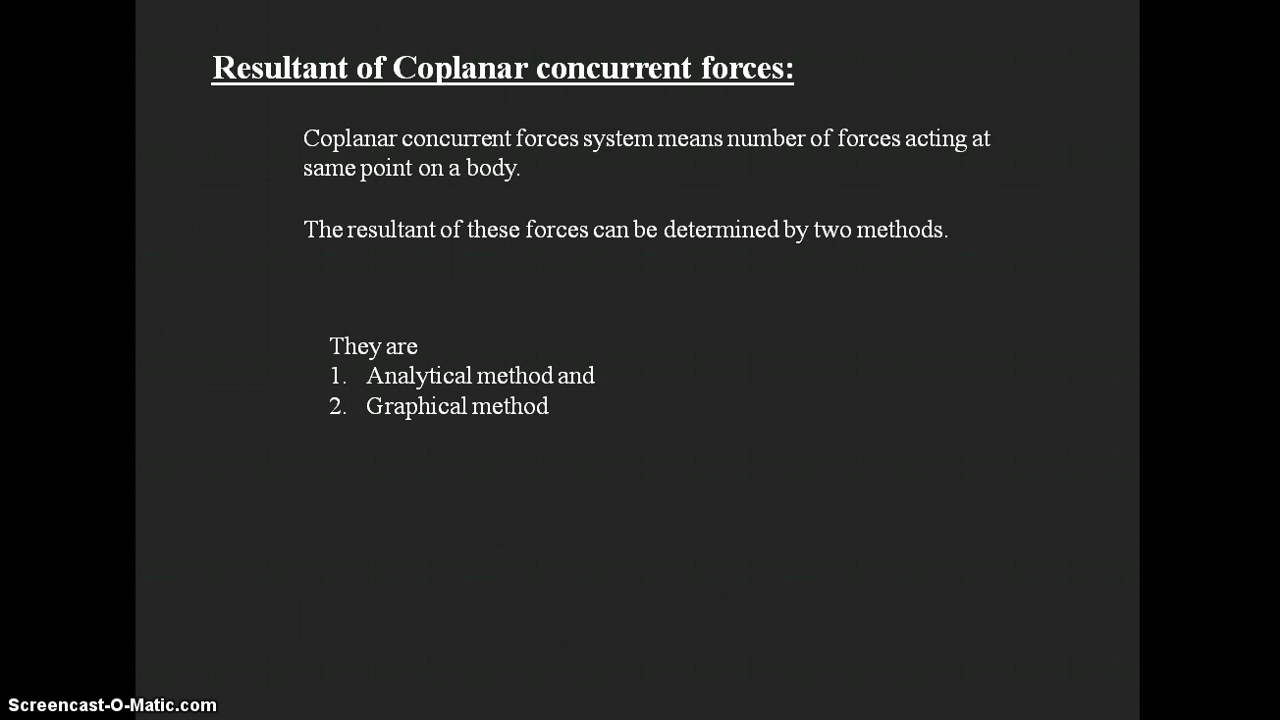 Resultant of Coplanar concurrent forces:
Coplanar concurrent forces system means number of forces acting at
same point on a body.
The resultant of these forces can be determined by two methods.
They are
1. Analytical method and
2. Graphical method
Screencast-O-Matic.com